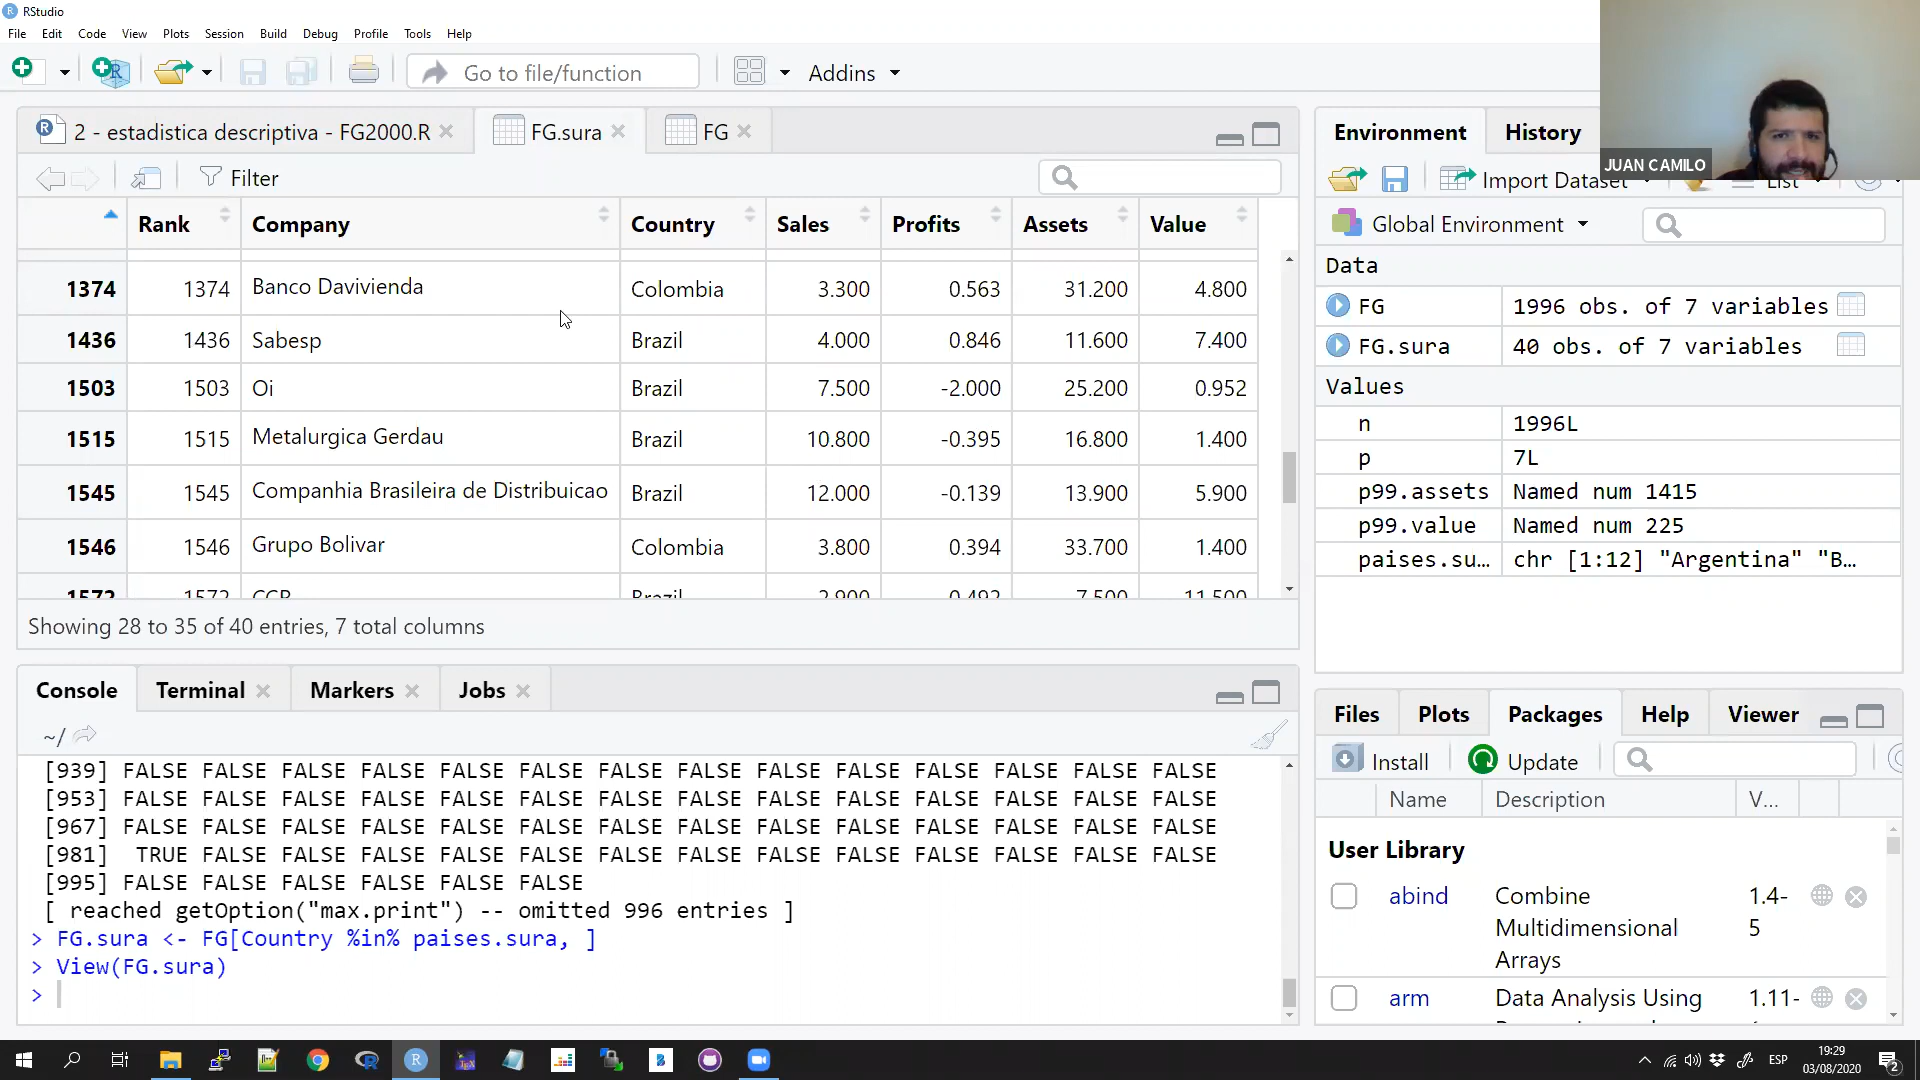 RStudio
File Edit Code View Plots Session Build Debug Profile Tools Help
Go to file/function
Addins
2 - estadistica descriptiva - FG2000.R
FG.sura
FG
Filter
Rank Company Country Sales Profits Assets Value
1374 1374 Banco Davivienda Colombia 3.300 0.563 31.200 4.800
1436 1436 Sabesp Brazil 4.000 0.846 11.600 7.400
1503 1503 Oi Brazil 7.500 -2.000 25.200 0.952
1515 1515 Metalurgica Gerdau Brazil 10.800 -0.395 16.800 1.400
1545 1545 Companhia Brasileira de Distribuicao Brazil 12.000 -0.139 13.900 5.900
1546 1546 Grupo Bolivar Colombia 3.800 0.394 33.700 1.400
1572 1572 CCR Brazil 2.900 0.492 7.500 11.500
Showing 28 to 35 of 40 entries, 7 total columns
Console Terminal Markers Jobs
~/
[939] FALSE FALSE FALSE FALSE FALSE FALSE FALSE FALSE FALSE FALSE FALSE FALSE FALSE FALSE
[953] FALSE FALSE FALSE FALSE FALSE FALSE FALSE FALSE FALSE FALSE FALSE FALSE FALSE FALSE
[967] FALSE FALSE FALSE FALSE FALSE FALSE FALSE FALSE FALSE FALSE FALSE FALSE FALSE FALSE
[981] TRUE FALSE FALSE FALSE FALSE FALSE FALSE FALSE FALSE FALSE FALSE FALSE FALSE FALSE
[995] FALSE FALSE FALSE FALSE FALSE FALSE
[ reached getOption("max.print") -- omitted 996 entries ]
> FG.sura <- FG[Country %in% paises.sura, ]
> View(FG.sura)
>
Environment History
JUAN CAMILO
Import Dataset List
Global Environment
Data
FG 1996 obs. of 7 variables
FG.sura 40 obs. of 7 variables
Values
n 1996L
p 7L
p99.assets Named num 1415
p99.value Named num 225
paises.su… chr [1:12] "Argentina" "B…
Files Plots Packages Help Viewer
Install Update
Name Description V...
User Library
abind Combine Multidimensional Arrays 1.4-5
arm Data Analysis Using 1.11-
ESP
19:29
03/08/2020
2